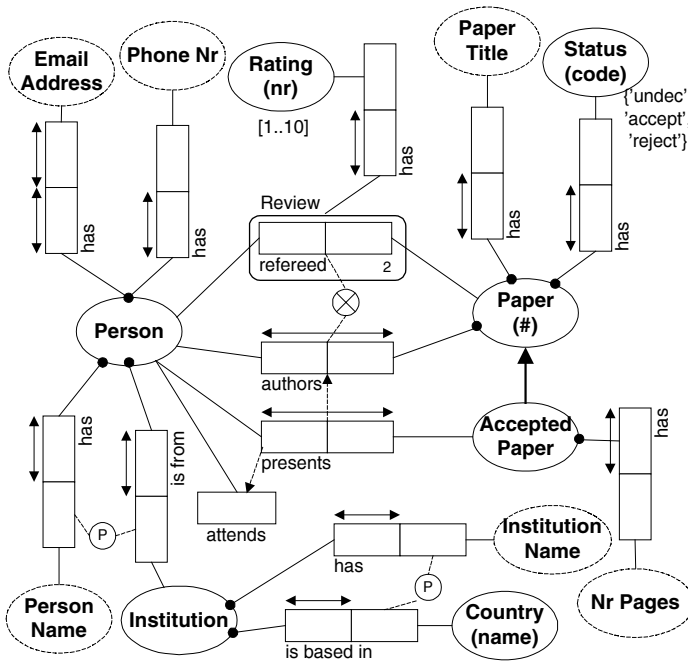 Email
Address
Phone Nr
Rating
(nr)
[1..10]
Paper
Title
Status
(code)
{'undec'
'accept',
'reject'}
has
has
has
has
has
Review
refereed
2
Person
Paper
(#)
authors
presents
attends
Accepted
Paper
has
is from
has
P
has
Institution
Name
P
Person
Name
Institution
is based in
Country
(name)
Nr Pages